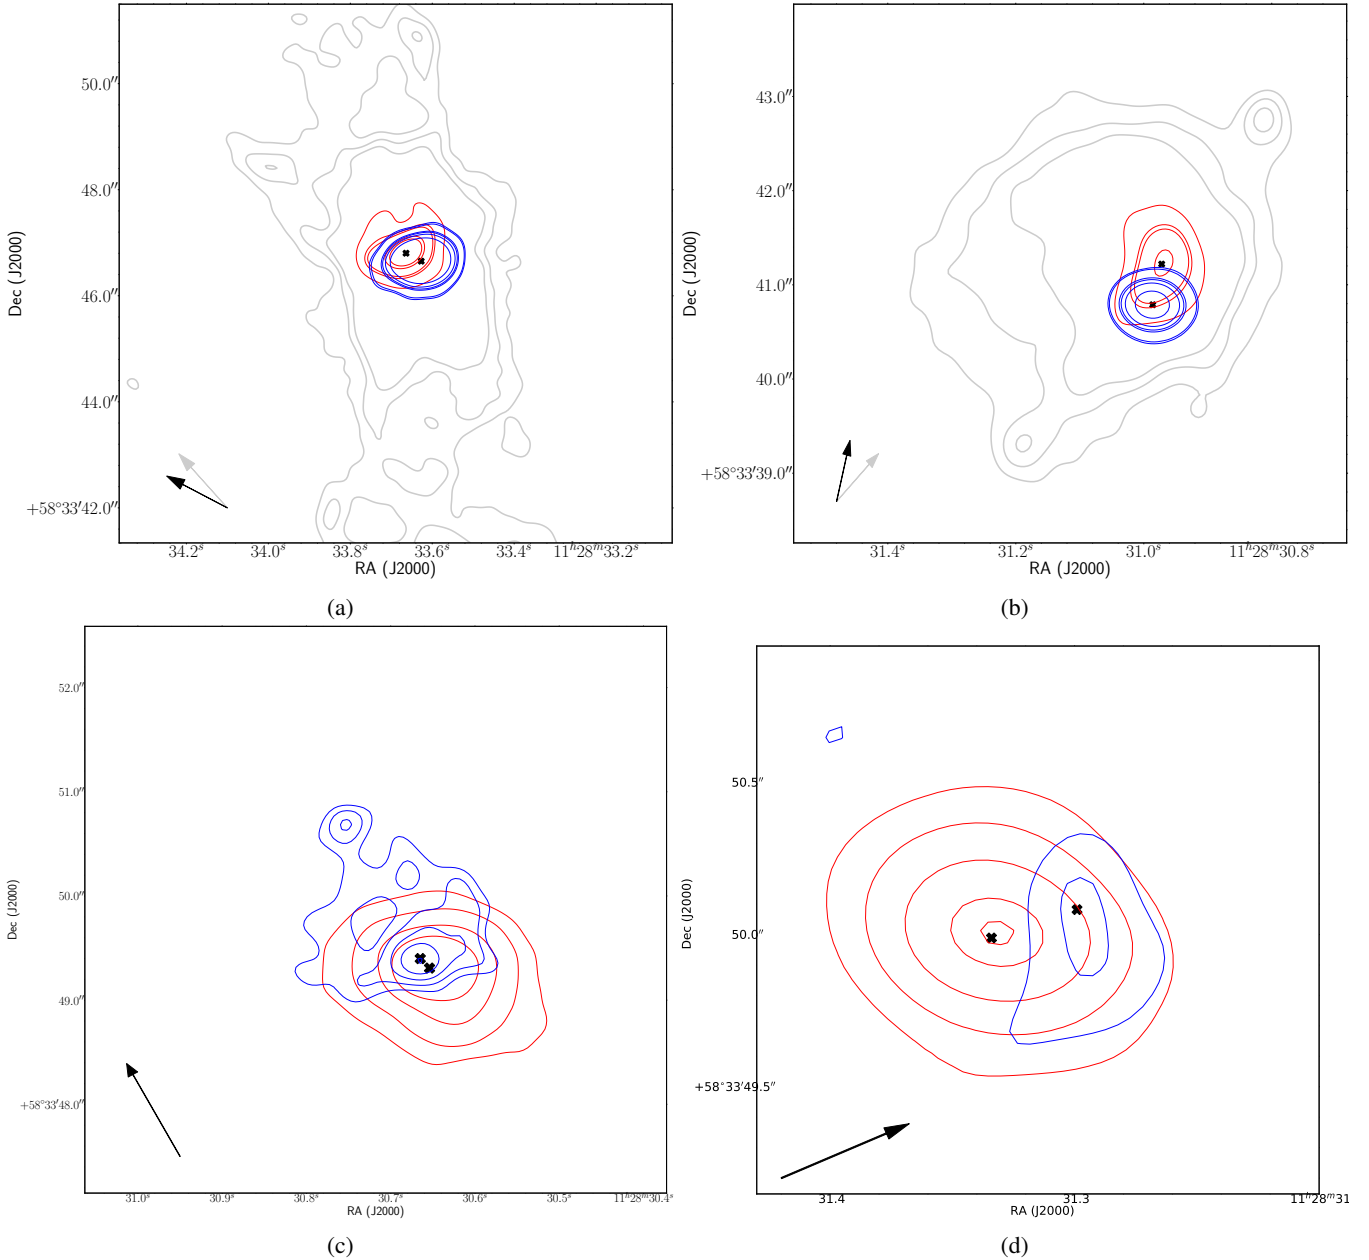 50.0″
48.0″
46.0″
44.0″
+58°33′42.0″
Dec (J2000)
34.2ˢ 34.0ˢ 33.8ˢ 33.6ˢ 33.4ˢ 11ʰ28ᵐ33.2ˢ
RA (J2000)
(a)
43.0″
42.0″
41.0″
40.0″
+58°33′39.0″
Dec (J2000)
31.4ˢ 31.2ˢ 31.0ˢ 11ʰ28ᵐ30.8ˢ
RA (J2000)
(b)
52.0″
51.0″
50.0″
49.0″
+58°33′48.0″
Dec (J2000)
31.0ˢ 30.9ˢ 30.8ˢ 30.7ˢ 30.6ˢ 30.5ˢ 11ʰ28ᵐ30.4ˢ
RA (J2000)
(c)
50.5″
50.0″
+58°33′49.5″
Dec (J2000)
31.4 31.3 11ʰ28ᵐ31
RA (J2000)
(d)